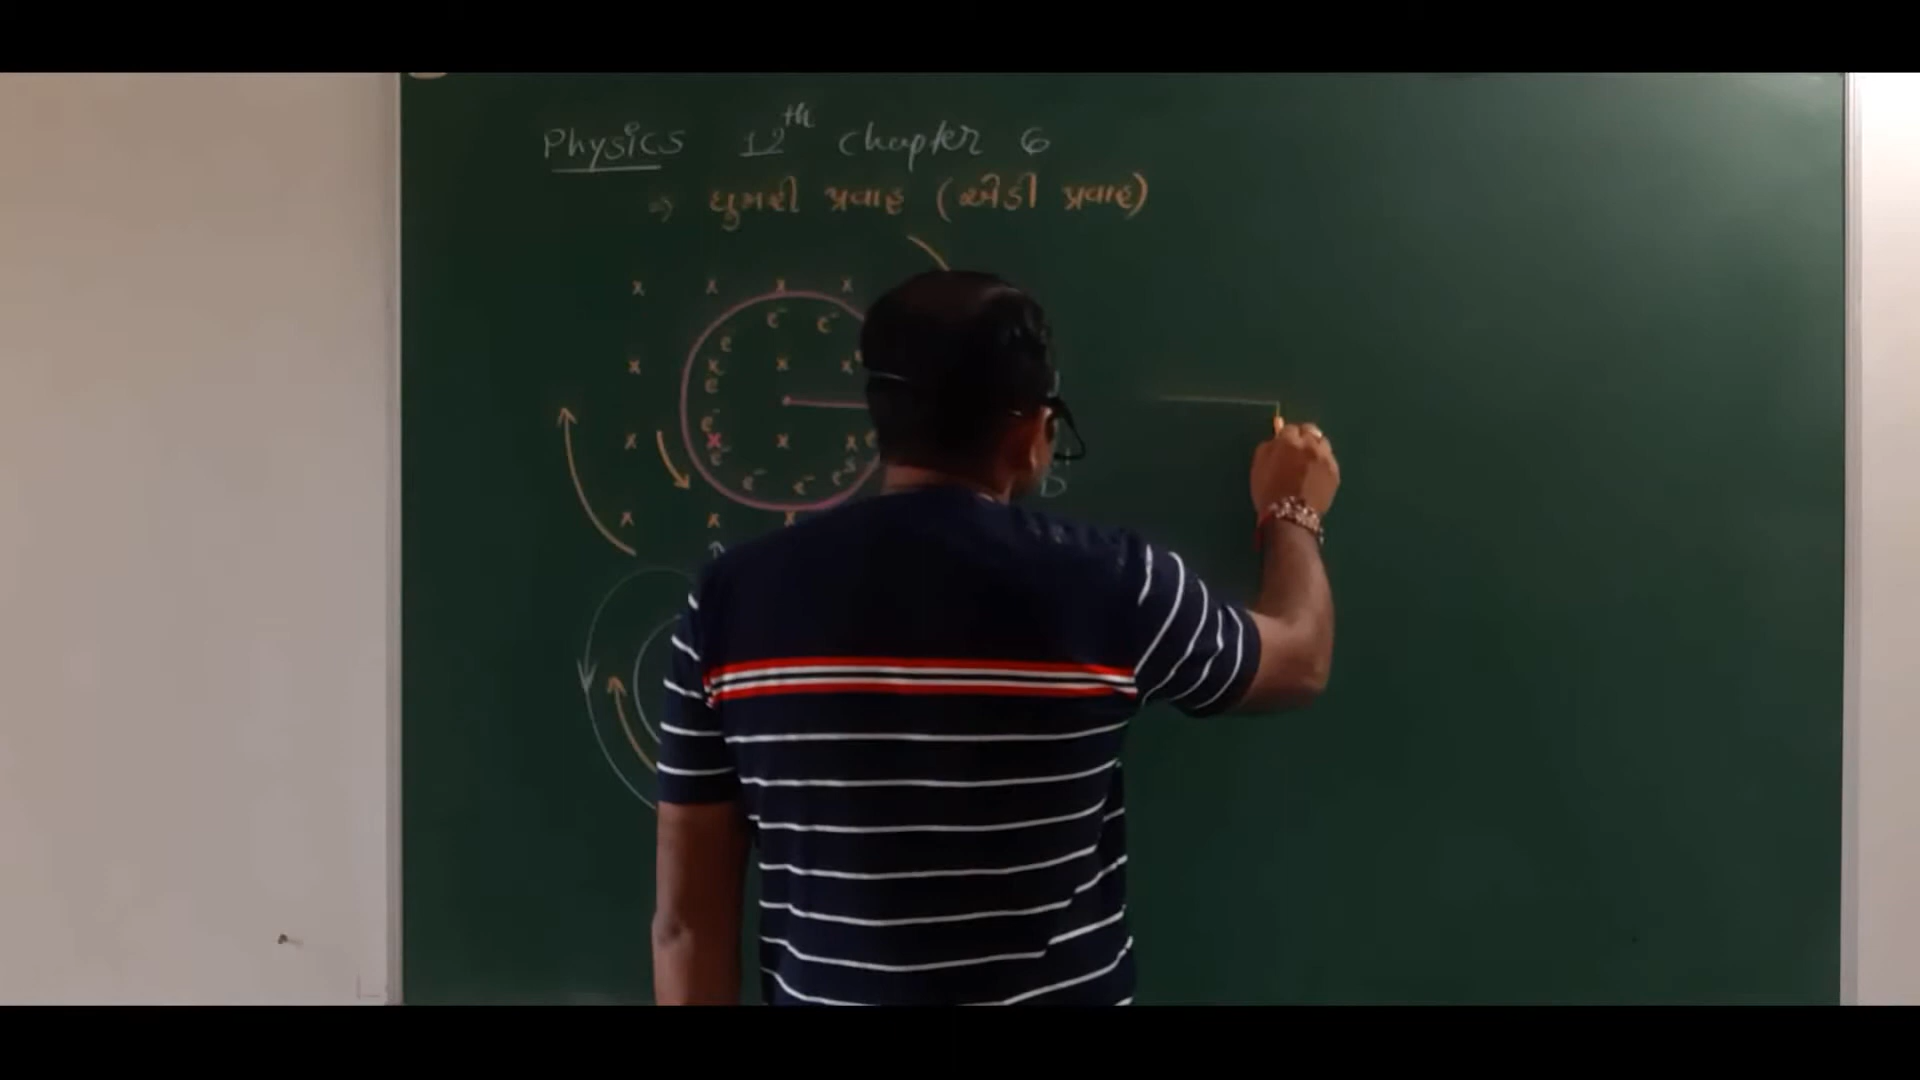 Physics 12th chapter 6
⇒ ઘુમરી પ્રવાહ (એડી પ્રવાહ)
x x x x
e⁻ e⁻
e
x x x x
e
e⁻
x x x x e
e⁻ e⁻ e⁻ e⁻
D
x x x